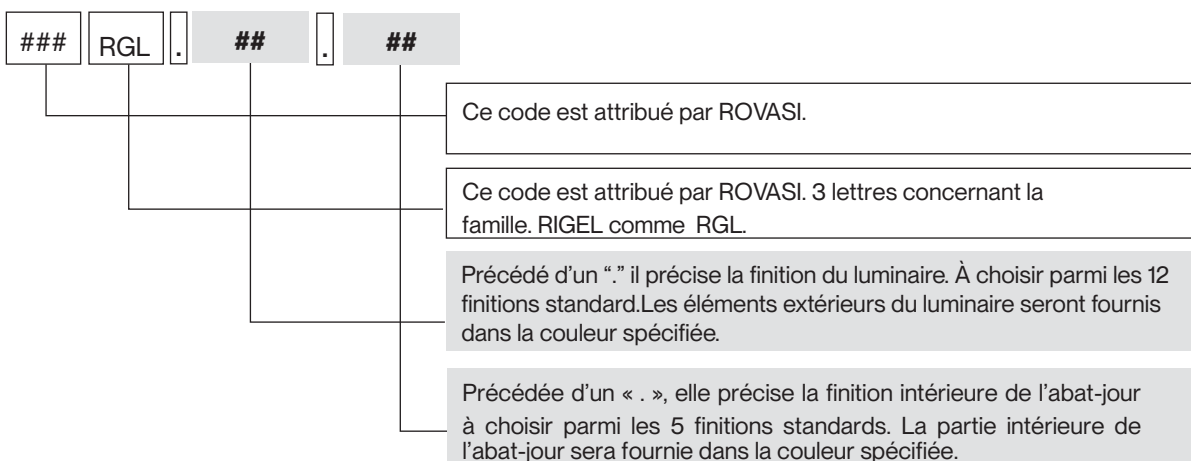 ### RGL . ## . ##
Ce code est attribué par ROVASI.
Ce code est attribué par ROVASI. 3 lettres concernant la
famille. RIGEL comme RGL.
Précédé d'un “.” il précise la finition du luminaire. À choisir parmi les 12
finitions standard.Les éléments extérieurs du luminaire seront fournis
dans la couleur spécifiée.
Précédée d'un « . », elle précise la finition intérieure de l'abat-jour
à choisir parmi les 5 finitions standards. La partie intérieure de
l'abat-jour sera fournie dans la couleur spécifiée.